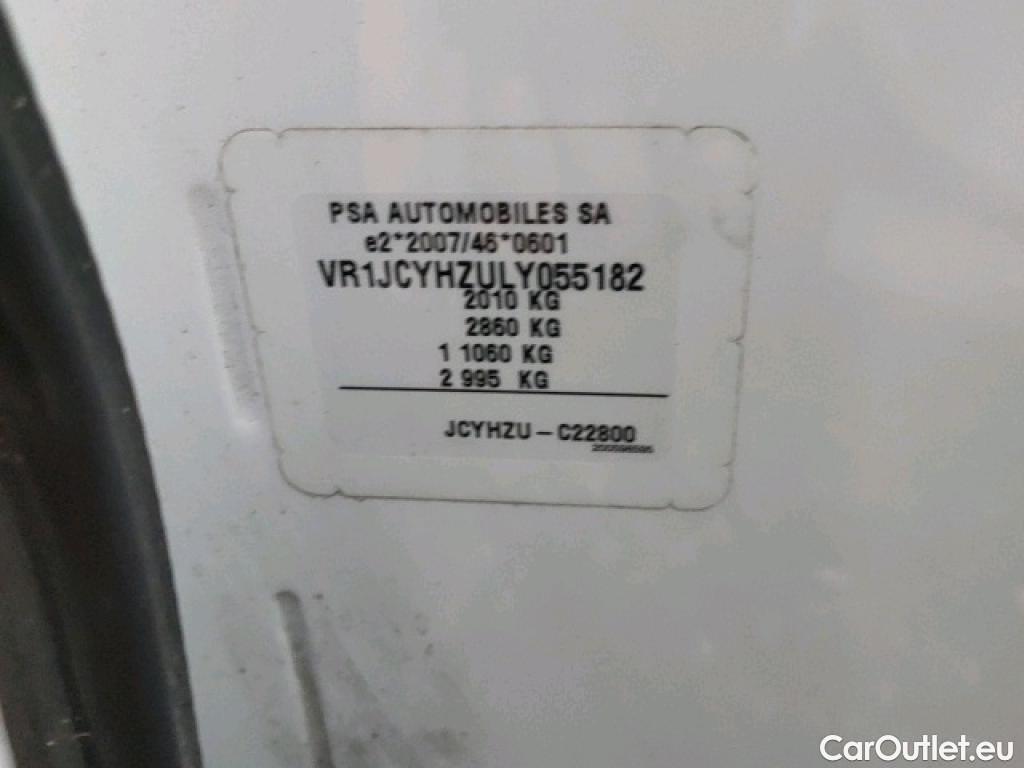 PSA AUTOMOBILES SA
e2*2007/46*0601
VR1JCYHZULY055182
2010 KG
2860 KG
1 1060 KG
2 995 KG
JCYHZU - C22800
CarOutlet.eu